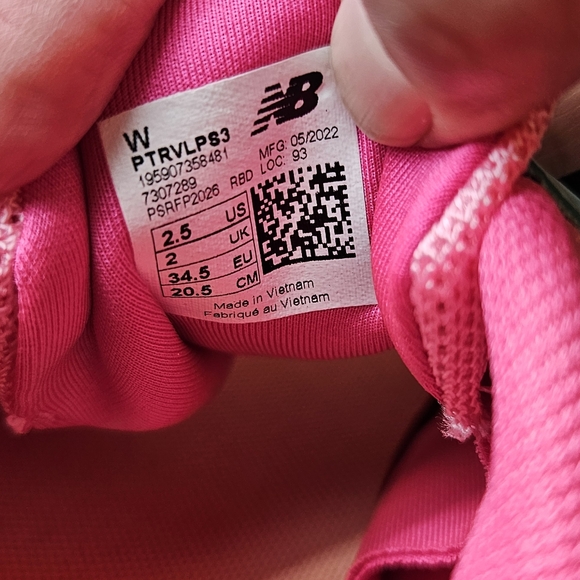 NB
W
PTRVLPS3
195907358481
7307289
PSRFP2026 RBD
MFG: 05/2022
LOC: 93
2.5 US
2 UK
34.5 EU
20.5 CM
Made in Vietnam
Fabriqué au Vietnam